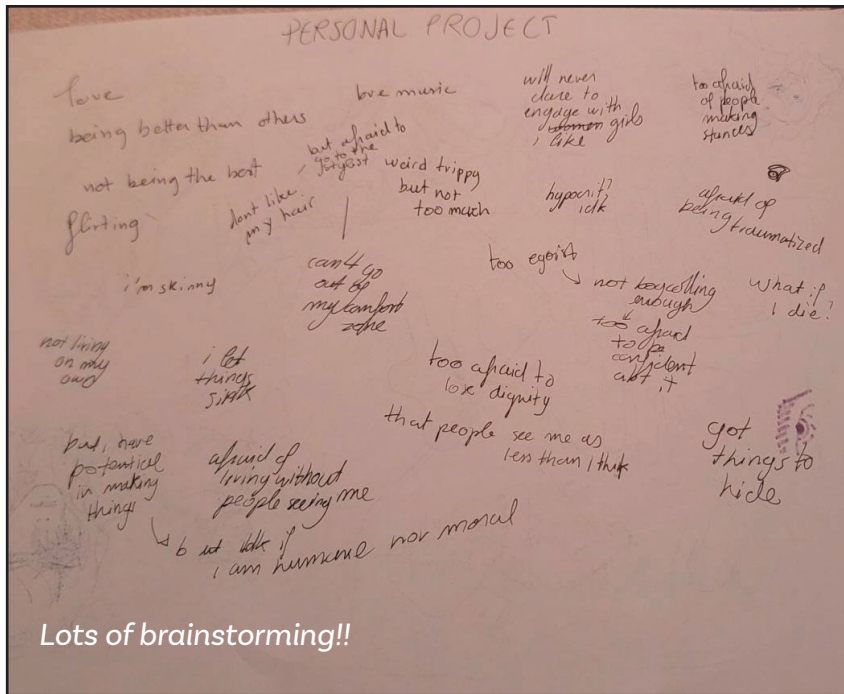 PERSONAL PROJECT
love
being better than others
not being the best
flirting
but afraid to
go to the
stylist
dont like
my hair
love music
weird trippy
but not
too much
will never
dare to
engage with
women girls
i like
too afraid
of people
making
stances
hypocrit?
idk
afraid of
being traumatized
i'm skinny
can't go
out of
my comfort
zone
too egoist
not boycotting
enough
too afraid
to be
confident
abt it
What if
I die?
not living
on my
own
i let
things
sink
too afraid to
lose dignity
that people see me as
less than I think
got
things to
hide
but, have
potential
in making
things
afraid of
living without
people seeing me
but idk if
i am humane nor moral
Lots of brainstorming!!